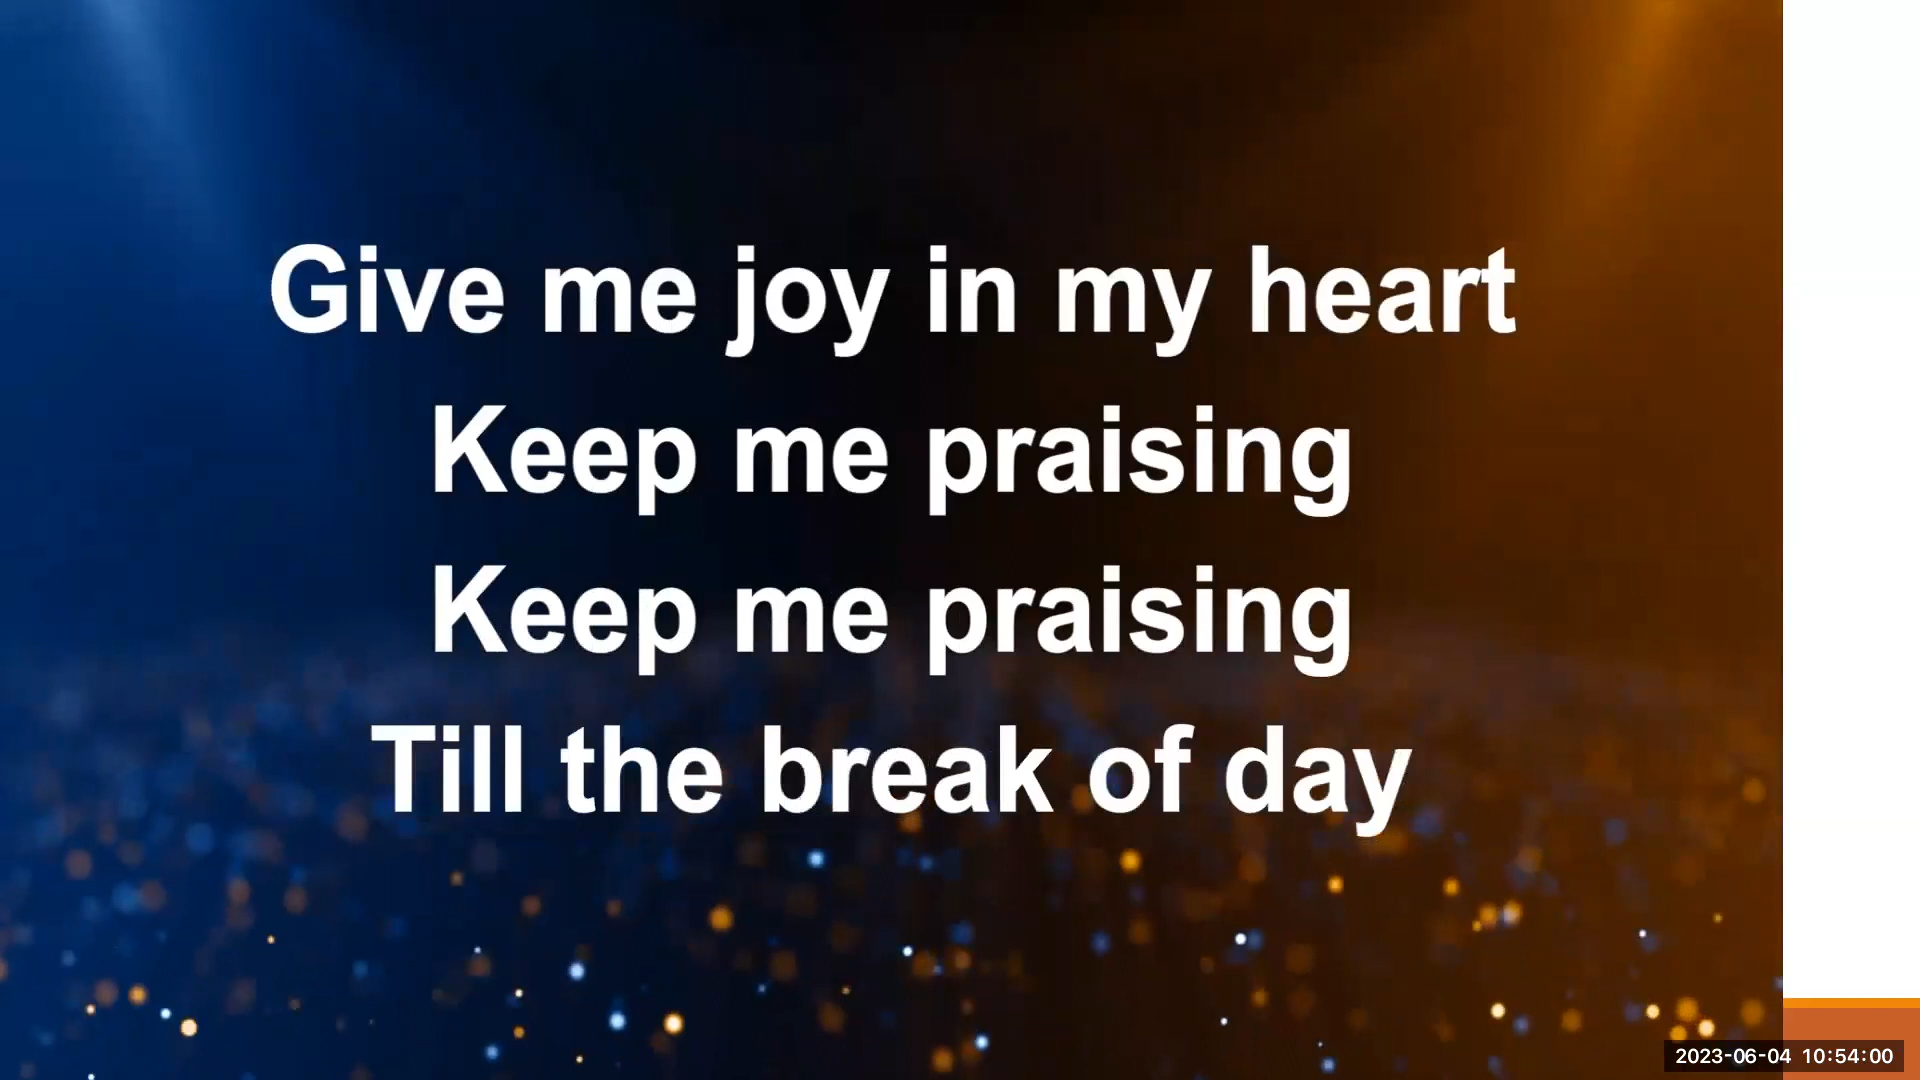 Give me joy in my heart
Keep me praising
Keep me praising
Till the break of day
2023-06-04 10:54:00